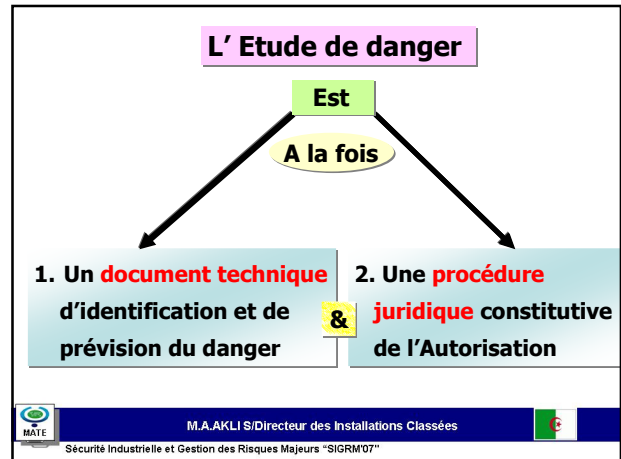 L' Etude de danger
Est
A la fois
1. Un document technique
d'identification et de
prévision du danger
&
2. Une procédure
juridique constitutive
de l'Autorisation
MATE
M.A.AKLI S/Directeur des Installations Classées
Sécurité Industrielle et Gestion des Risques Majeurs "SIGRM'07"